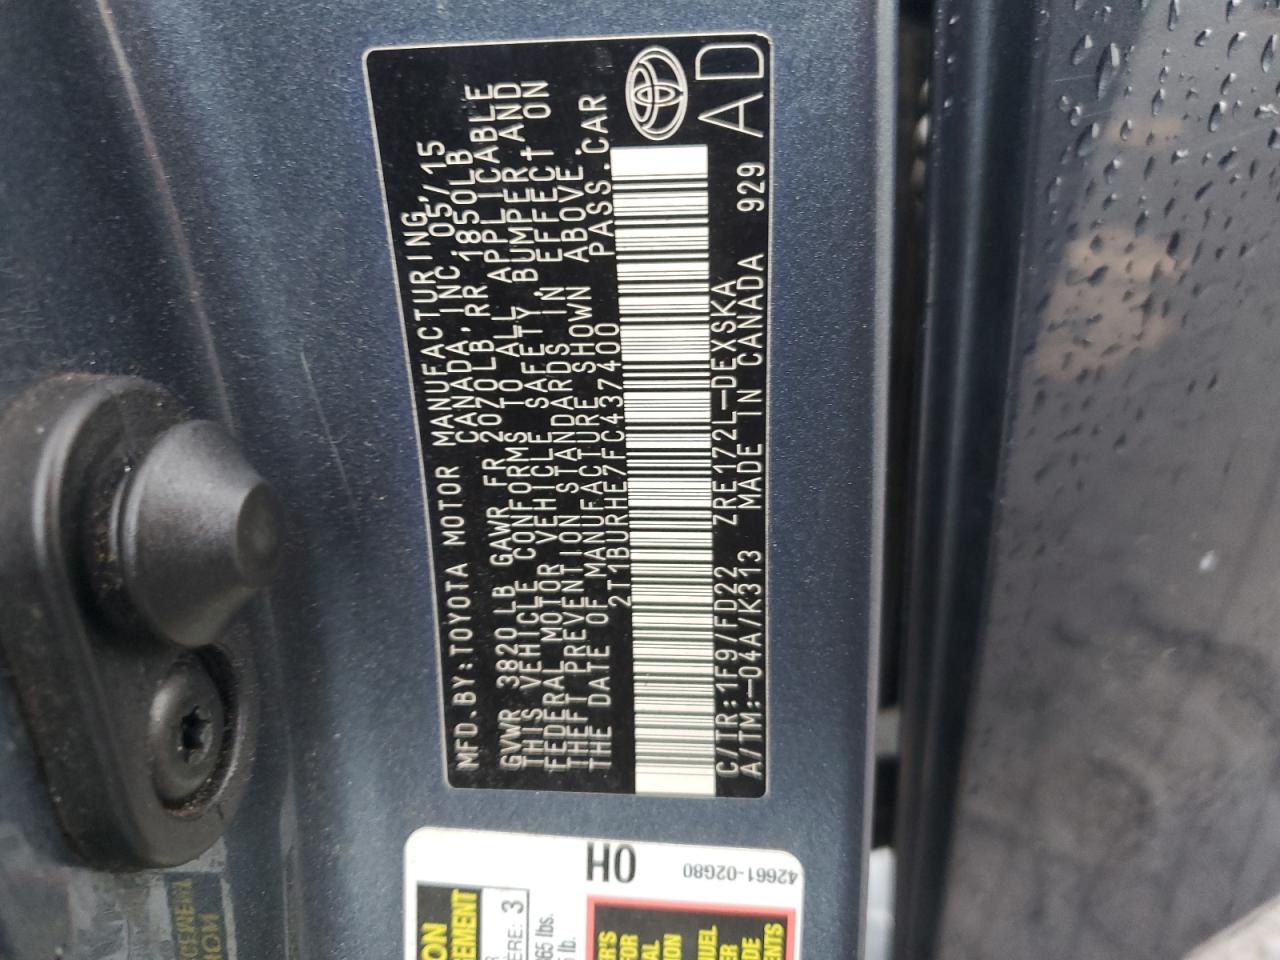 MFD.BY:TOYOTA MOTOR MANUFACTURING,
CANADA,INC. 05/15
GVWR 3820LB GAWR FR 2070LB,RR 1850LB
THIS VEHICLE CONFORMS TO ALL APPLICABLE
FEDERAL MOTOR VEHICLE SAFETY,BUMPER,AND
THEFT PREVENTION STANDARDS IN EFFECT ON
THE DATE OF MANUFACTURE SHOWN ABOVE.
2T1BURHE7FC437400 PASS.CAR
C/TR:1F9/FD22 ZRE172L-DEXSKA 929
A/TM:-04A/K313 MADE IN CANADA
AD
0H
42661-02G80
3